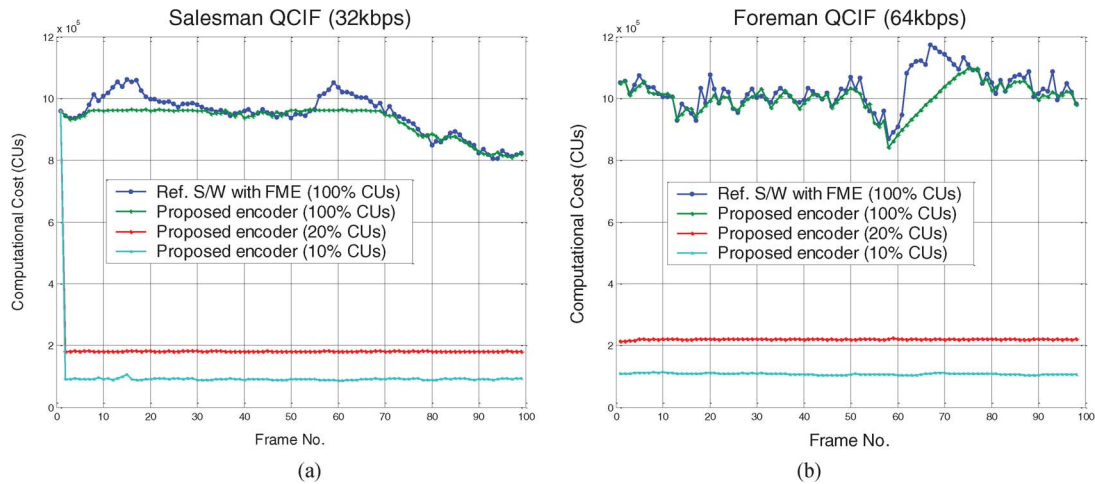 Salesman QCIF (32kbps)
x 10⁵
12
10
8
6
4
2
0
Computational Cost (CUs)
Ref. S/W with FME (100% CUs)
Proposed encoder (100% CUs)
Proposed encoder (20% CUs)
Proposed encoder (10% CUs)
0 10 20 30 40 50 60 70 80 90 100
Frame No.
(a)
Foreman QCIF (64kbps)
x 10⁵
12
10
8
6
4
2
0
Computational Cost (CUs)
Ref. S/W with FME (100% CUs)
Proposed encoder (100% CUs)
Proposed encoder (20% CUs)
Proposed encoder (10% CUs)
0 10 20 30 40 50 60 70 80 90 100
Frame No.
(b)